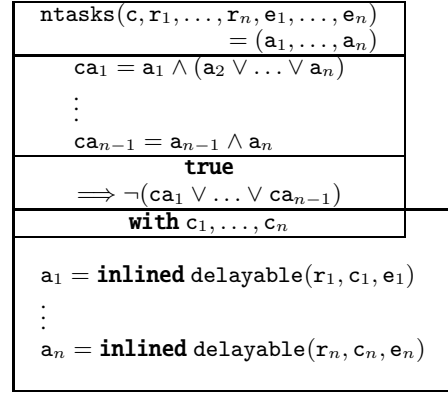 ntasks(c, r₁, …, rₙ, e₁, …, eₙ)
= (a₁, …, aₙ)
ca₁ = a₁ ∧ (a₂ ∨ … ∨ aₙ)
⋮
caₙ₋₁ = aₙ₋₁ ∧ aₙ
true
⟹ ¬(ca₁ ∨ … ∨ caₙ₋₁)
with c₁, …, cₙ
a₁ = inlined delayable(r₁, c₁, e₁)
⋮
aₙ = inlined delayable(rₙ, cₙ, eₙ)